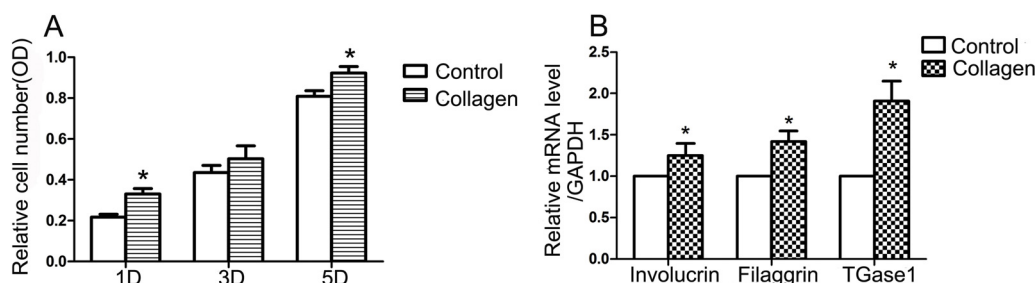 A
Relative cell number(OD)
1.0
0.8
0.6
0.4
0.2
0.0
*
*
1D
3D
5D
Control
Collagen
B
Relative mRNA level
/GAPDH
2.5
2.0
1.5
1.0
0.5
0.0
*
*
*
Involucrin
Filaggrin
TGase1
Control
Collagen